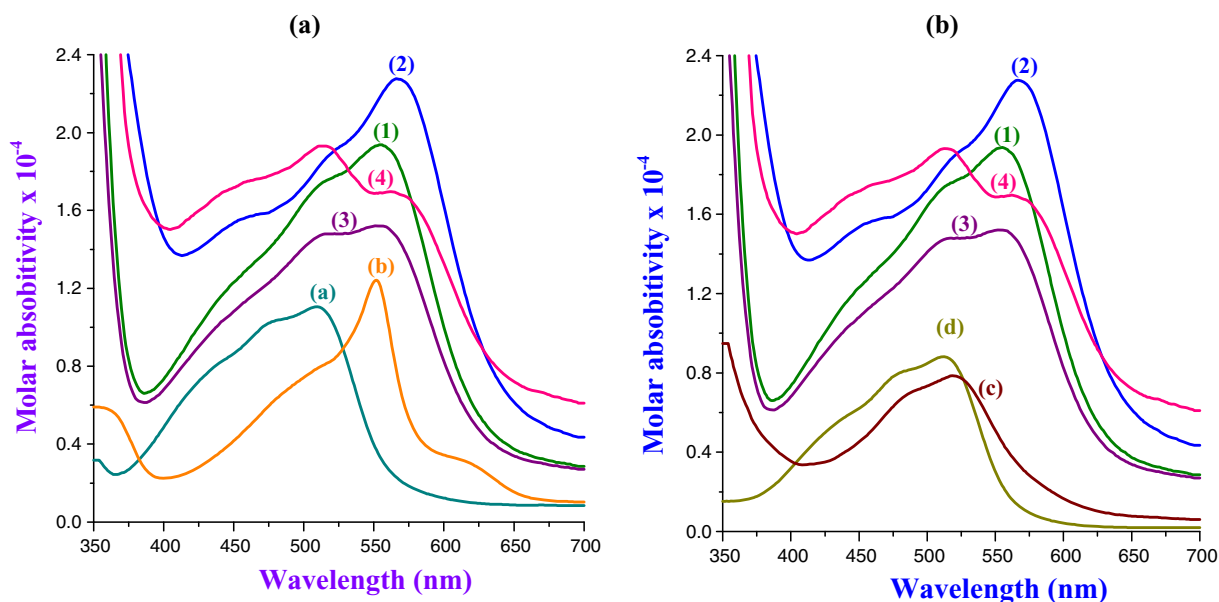 (a)
2.4
2.0
1.6
1.2
0.8
0.4
0.0
Molar absobitivity x 10⁻⁴
(2)
(1)
(4)
(3)
(b)
(a)
350 400 450 500 550 600 650 700
Wavelength (nm)
(b)
2.4
2.0
1.6
1.2
0.8
0.4
0.0
Molar absobitivity x 10⁻⁴
(2)
(1)
(4)
(3)
(d)
(c)
350 400 450 500 550 600 650 700
Wavelength (nm)